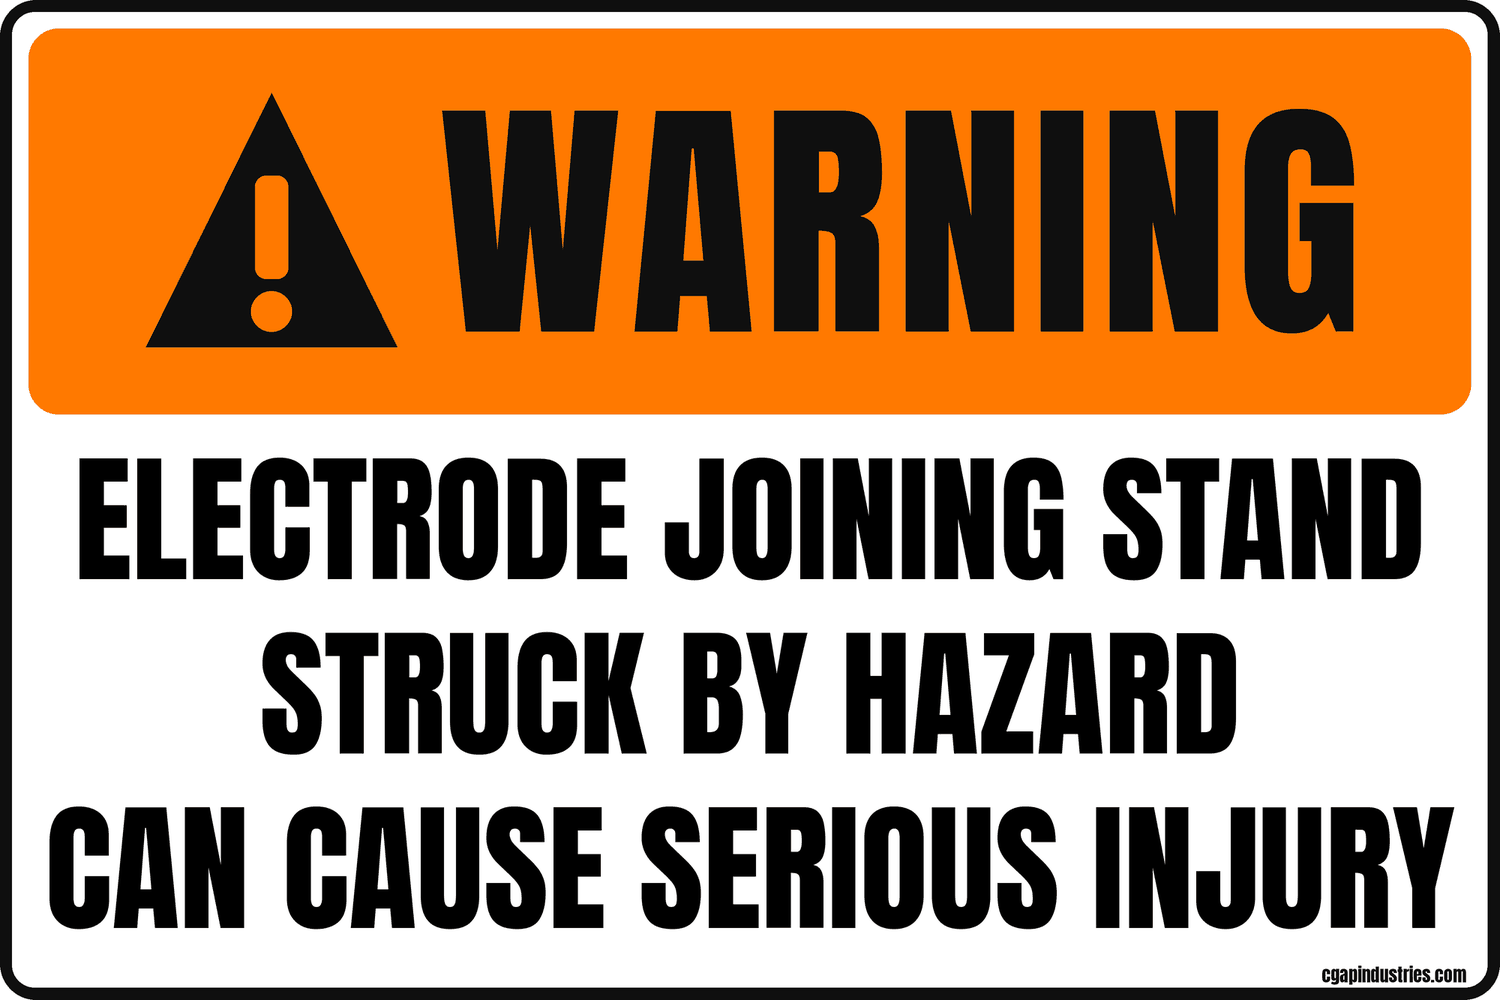 WARNING
ELECTRODE JOINING STAND
STRUCK BY HAZARD
CAN CAUSE SERIOUS INJURY
cgapindustries.com